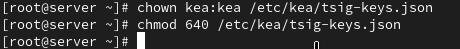 [root@server ~]# chown kea:kea /etc/kea/tsig-keys.json
[root@server ~]# chmod 640 /etc/kea/tsig-keys.json
[root@server ~]#